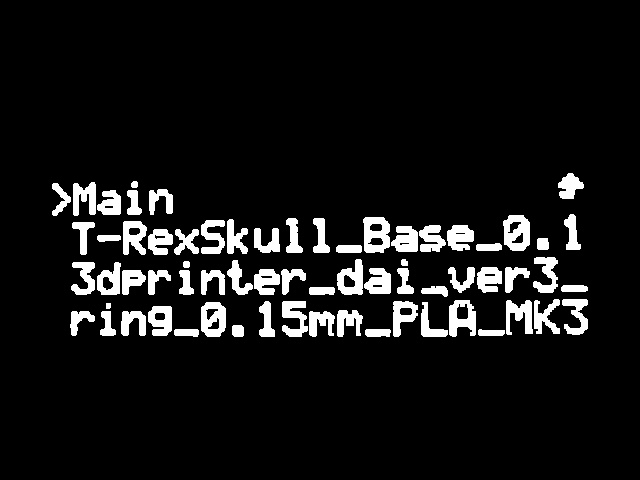 >Main
T-RexSkull_Base_0.1
3dprinter_dai_ver3_
ring_0.15mm_PLA_MK3